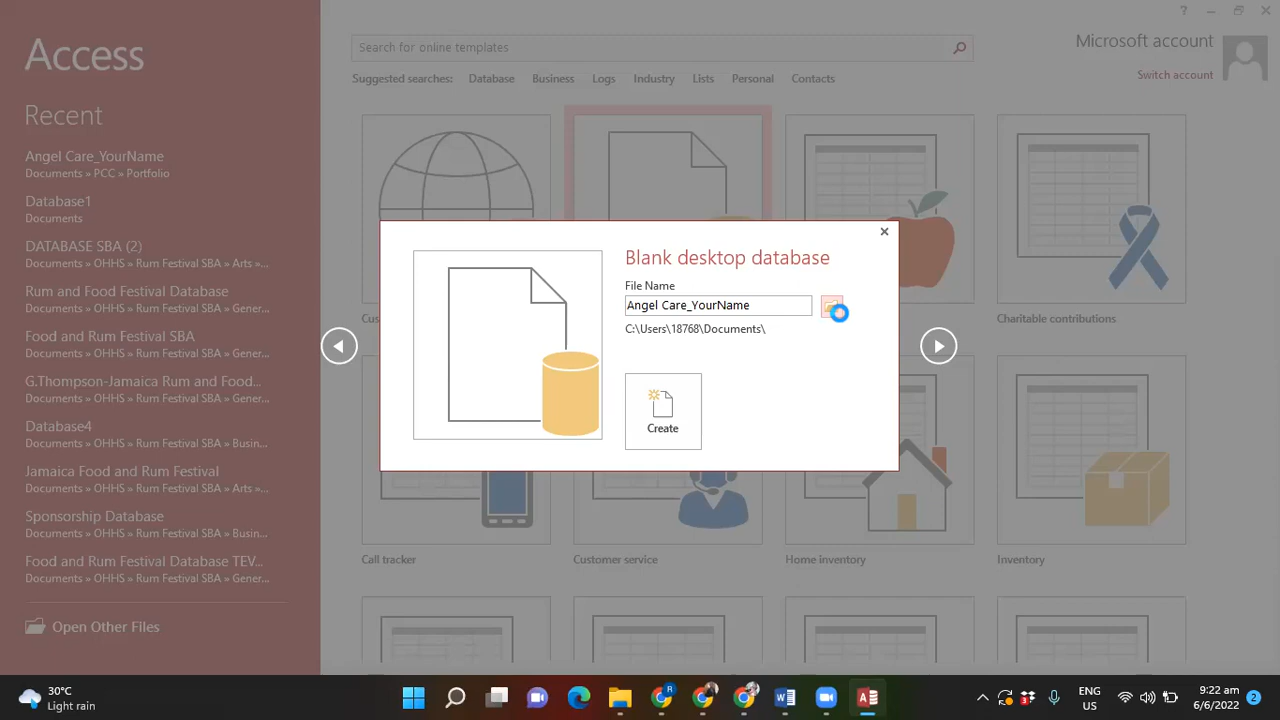 Access
Recent
Angel Care_YourName
Documents » PCC » Portfolio
Database1
Documents
DATABASE SBA (2)
Documents » OHHS » Rum Festival SBA » Arts »...
Rum and Food Festival Database
Documents » OHHS » Rum Festival SBA » Gener...
Food and Rum Festival SBA
Documents » OHHS » Rum Festival SBA » Gener...
G.Thompson-Jamaica Rum and Food...
Documents » OHHS » Rum Festival SBA » Gener...
Database4
Documents » OHHS » Rum Festival SBA » Busin...
Jamaica Food and Rum Festival
Documents » OHHS » Rum Festival SBA » Arts »...
Sponsorship Database
Documents » OHHS » Rum Festival SBA » Busin...
Food and Rum Festival Database TEV...
Documents » OHHS » Rum Festival SBA » Gener...
Open Other Files
?
Search for online templates
Microsoft account
Switch account
Suggested searches: Database Business Logs Industry Lists Personal Contacts
Charitable contributions
Blank desktop database
File Name
Angel Care_YourName
C:\Users\18768\Documents\
Create
Call tracker
Customer service
Home inventory
Inventory
30°C
Light rain
R
ENG
US
9:22 am
6/6/2022
2